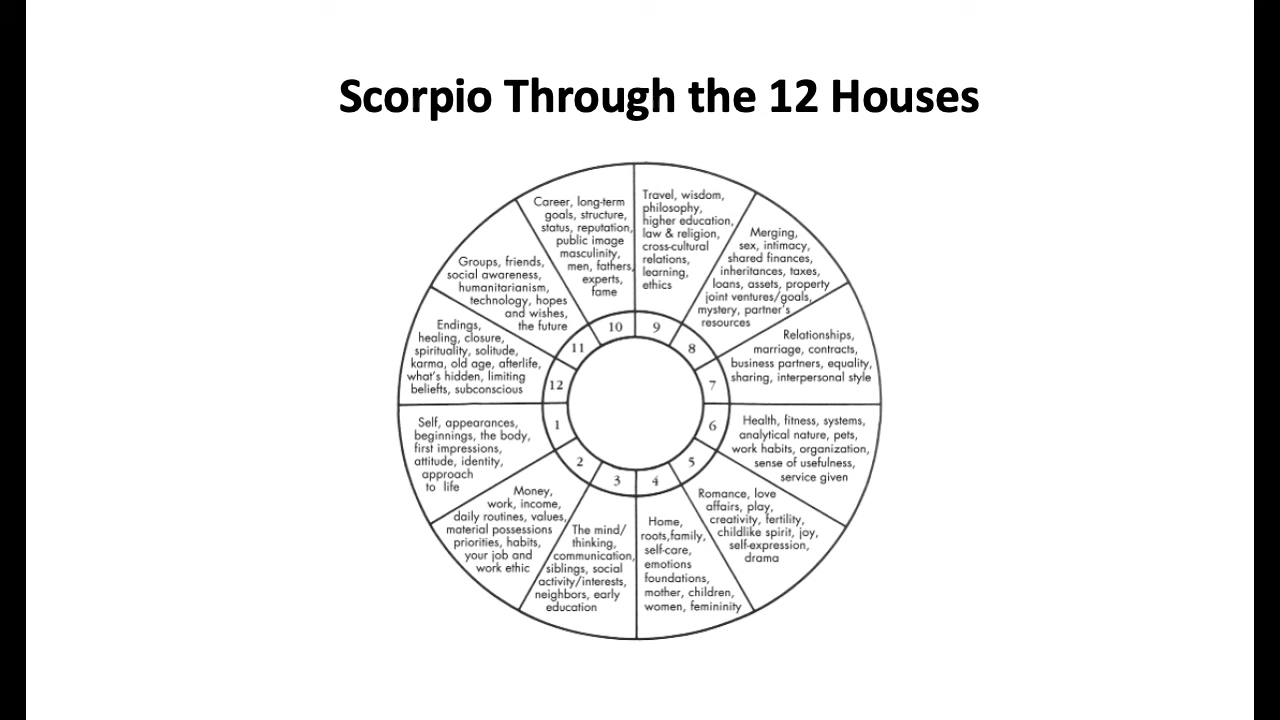 Scorpio Through the 12 Houses
Career, long-term
goals, structure,
status, reputation,
public image
masculinity,
men, fathers,
experts,
fame
10
Travel, wisdom,
philosophy,
higher education,
law & religion,
cross-cultural
relations,
learning,
ethics
9
Merging,
sex, intimacy,
shared finances,
inheritances, taxes,
loans, assets, property
joint ventures/goals,
mystery, partner's
resources
8
Relationships,
marriage, contracts,
business partners, equality,
sharing, interpersonal style
7
Health, fitness, systems,
analytical nature, pets,
work habits, organization,
sense of usefulness,
service given
6
Romance, love
affairs, play,
creativity, fertility,
childlike spirit, joy,
self-expression,
drama
5
Home,
roots,family,
self-care,
emotions
foundations,
mother, children,
women, femininity
4
The mind/
thinking,
communication,
siblings, social
activity/interests,
neighbors, early
education
3
Money,
work, income,
daily routines, values,
material possessions
priorities, habits,
your job and
work ethic
2
Self, appearances,
beginnings, the body,
first impressions,
attitude, identity,
approach
to life
1
Endings,
healing, closure,
spirituality, solitude,
karma, old age, afterlife,
what's hidden, limiting
beliefts, subconscious
12
Groups, friends,
social awareness,
humanitarianism,
technology, hopes
and wishes,
the future
11